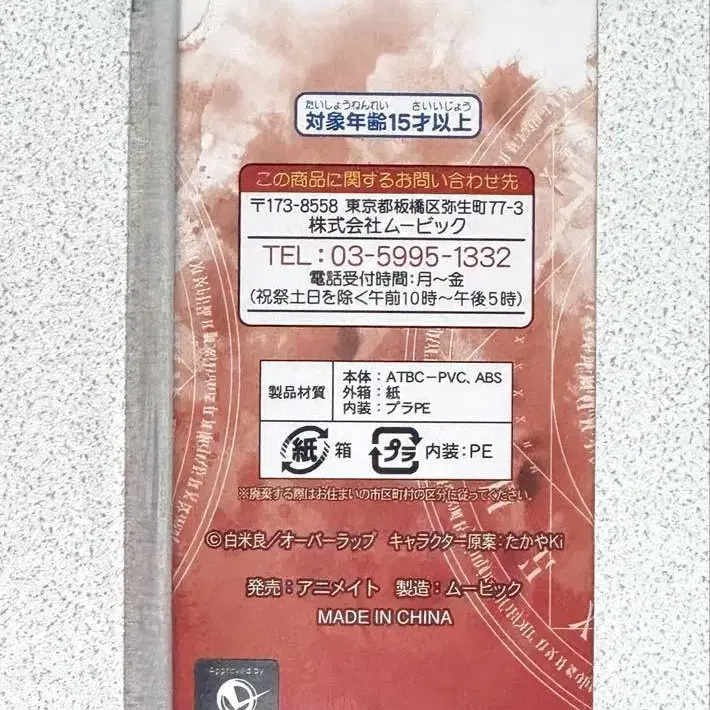 たいしょうねんれい さいいじょう
対象年齢15才以上
この商品に関するお問い合わせ先
〒173-8558 東京都板橋区弥生町77-3
株式会社ムービック
TEL:03-5995-1332
電話受付時間:月~金
(祝祭土日を除く午前10時~午後5時)
製品材質
本体:ATBC-PVC、ABS
外箱:紙
内装:プラPE
紙 箱 プラ 内装:PE
※廃棄する際はお住まいの市区町村の区分に従ってください。
©白米良/オーバーラップ キャラクター原案:たかやKi
発売:アニメイト 製造:ムービック
MADE IN CHINA
Approved by